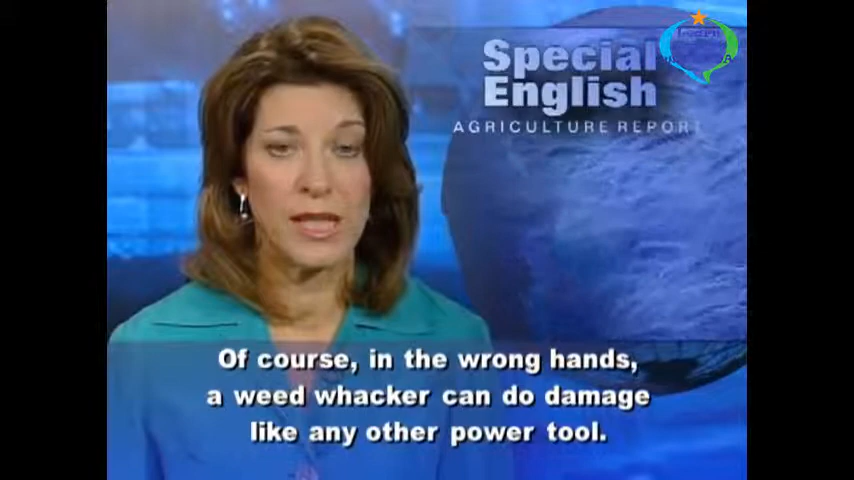 Special
English
AGRICULTURE REPORT
Of course, in the wrong hands,
a weed whacker can do damage
like any other power tool.